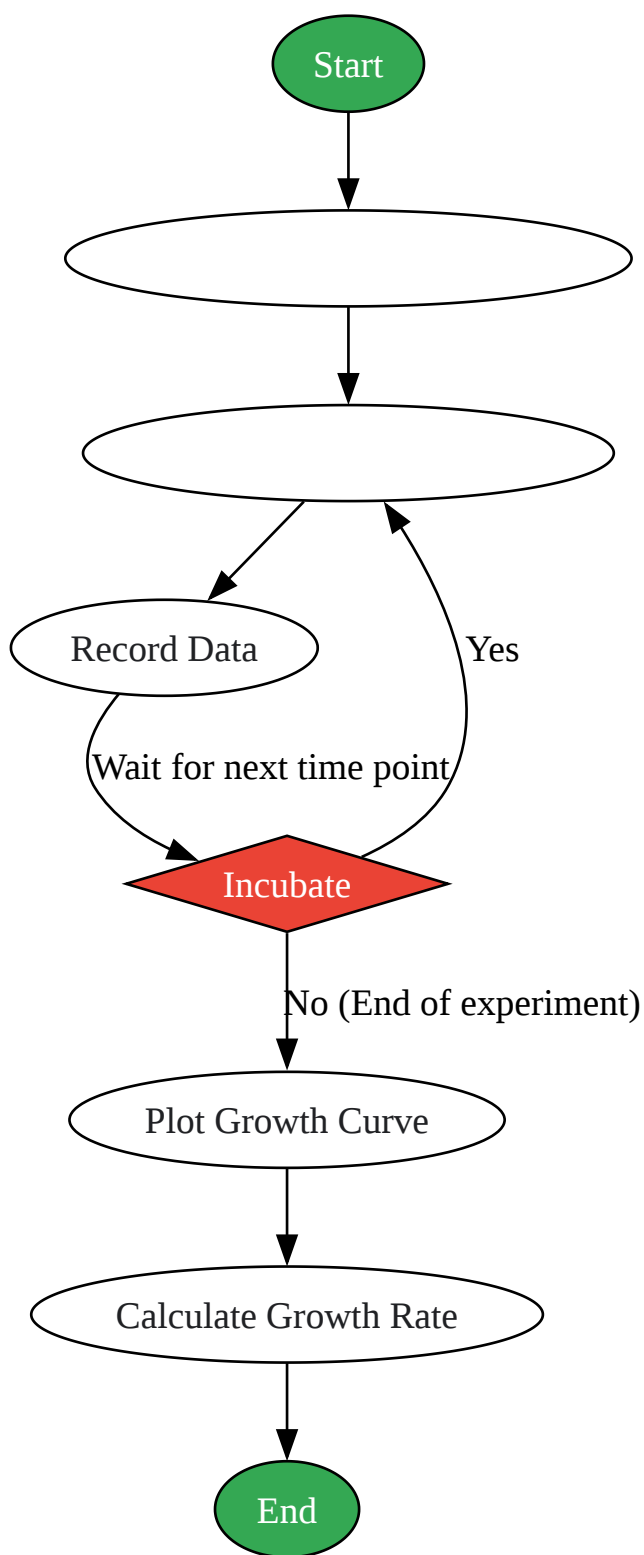 Start
Record Data
Yes
Wait for next time point
Incubate
No (End of experiment)
Plot Growth Curve
Calculate Growth Rate
End